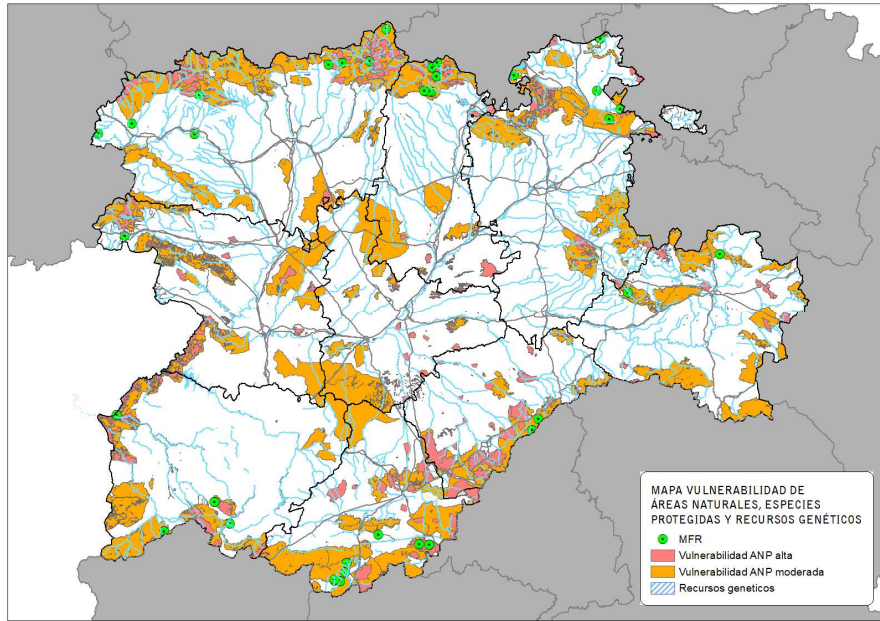 MAPA VULNERABILIDAD DE
ÁREAS NATURALES, ESPECIES
PROTEGIDAS Y RECURSOS GENÉTICOS
MFR
Vulnerabilidad ANP alta
Vulnerabilidad ANP moderada
Recursos geneticos